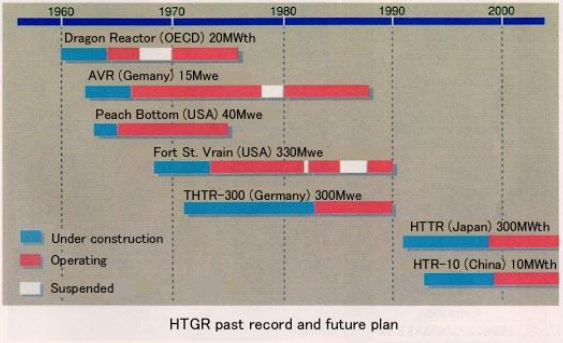 1960 1970 1980 1990 2000
Dragon Reactor (OECD) 20MWth
AVR (Gemany) 15Mwe
Peach Bottom (USA) 40Mwe
Fort St. Vrain (USA) 330Mwe
THTR-300 (Germany) 300Mwe
HTTR (Japan) 300MWth
HTR-10 (China) 10MWth
Under construction
Operating
Suspended
HTGR past record and future plan